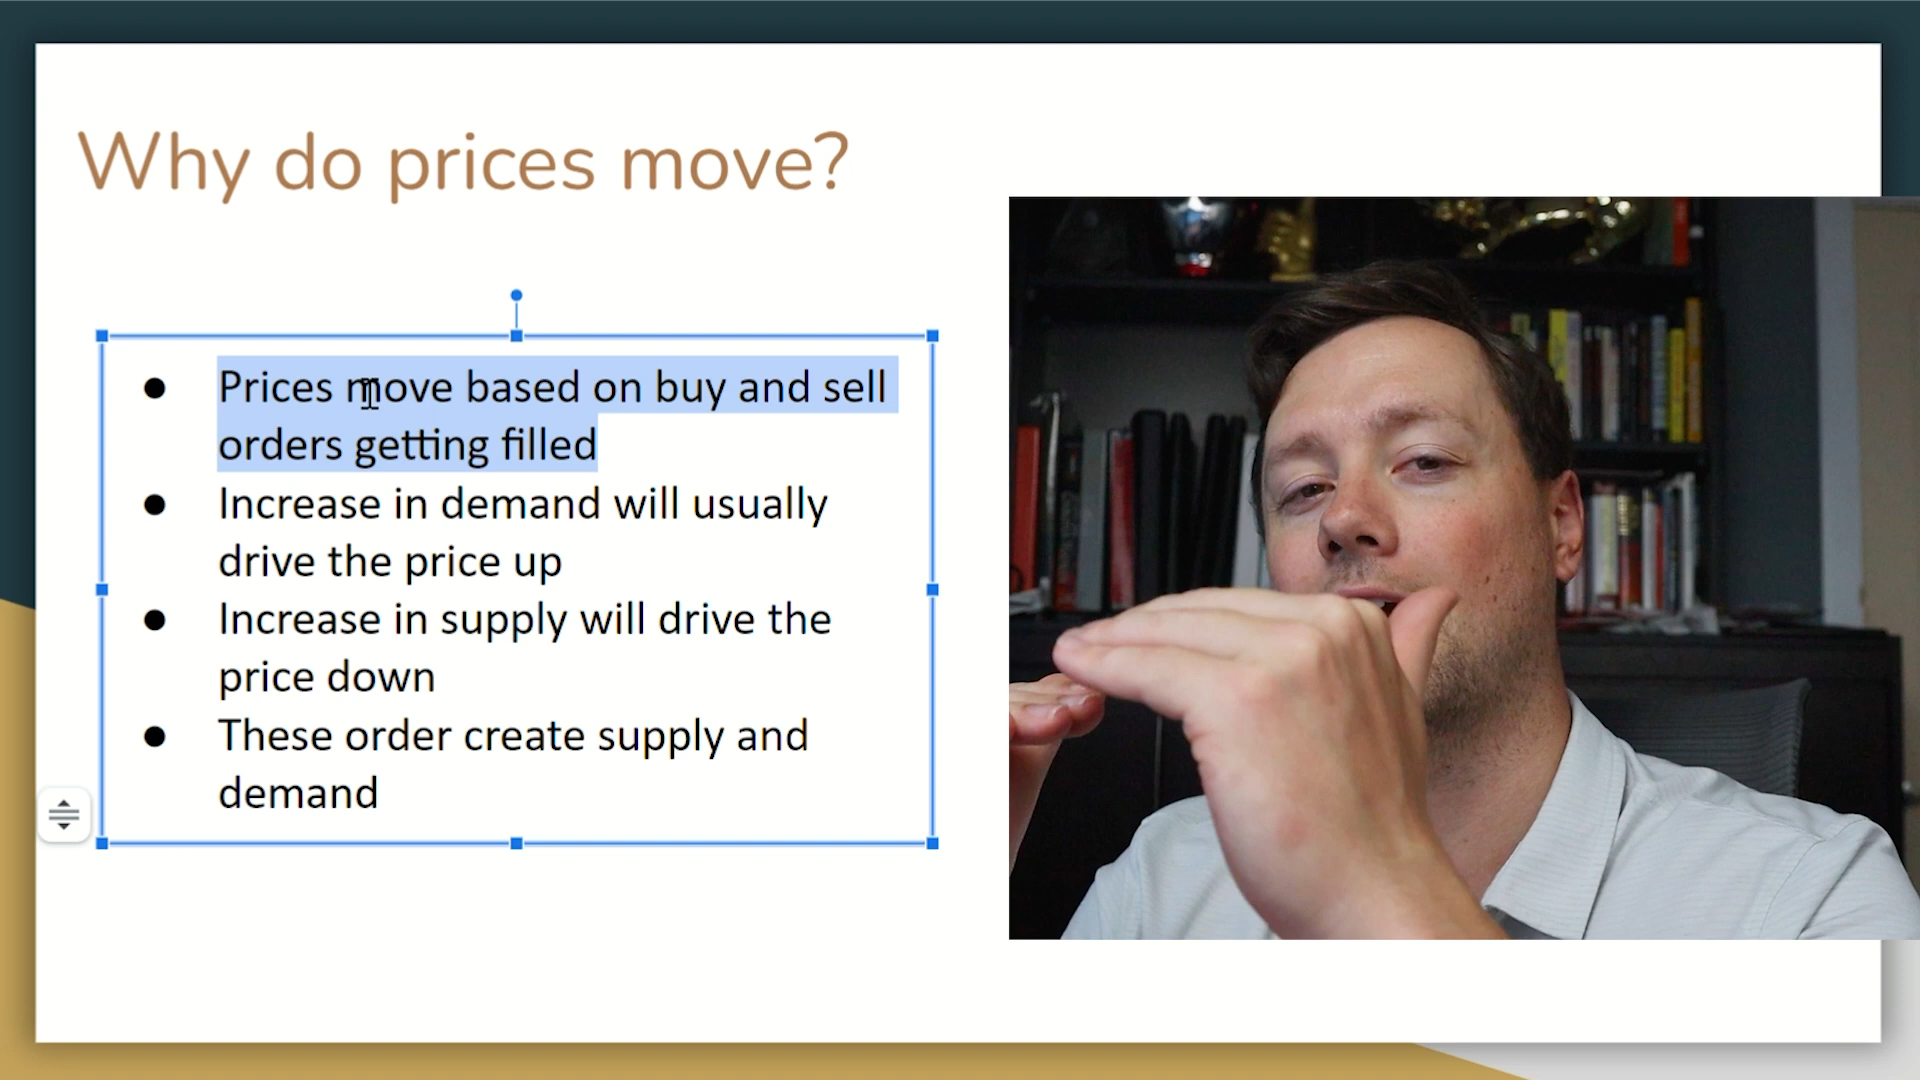 Why do prices move?
● Prices move based on buy and sell
orders getting filled
● Increase in demand will usually
drive the price up
● Increase in supply will drive the
price down
● These order create supply and
demand